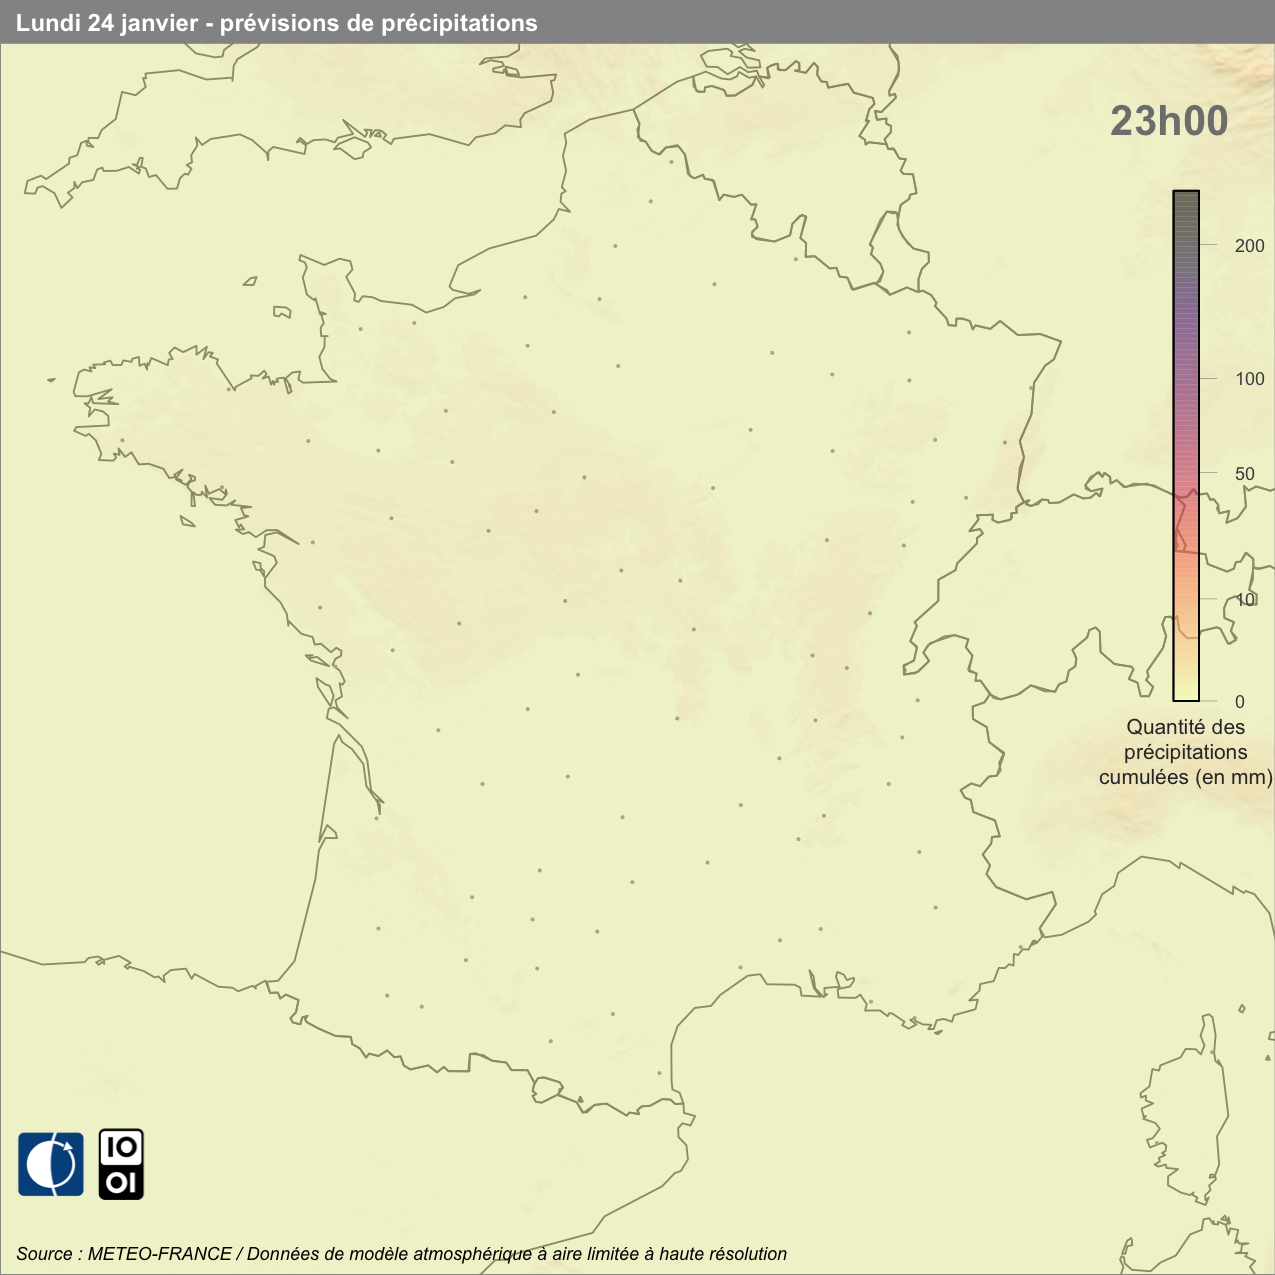 Lundi 24 janvier - prévisions de précipitations
23h00
200
100
50
10
0
Quantité des
précipitations
cumulées (en mm)
IO
OI
Source : METEO-FRANCE / Données de modèle atmosphérique à aire limitée à haute résolution